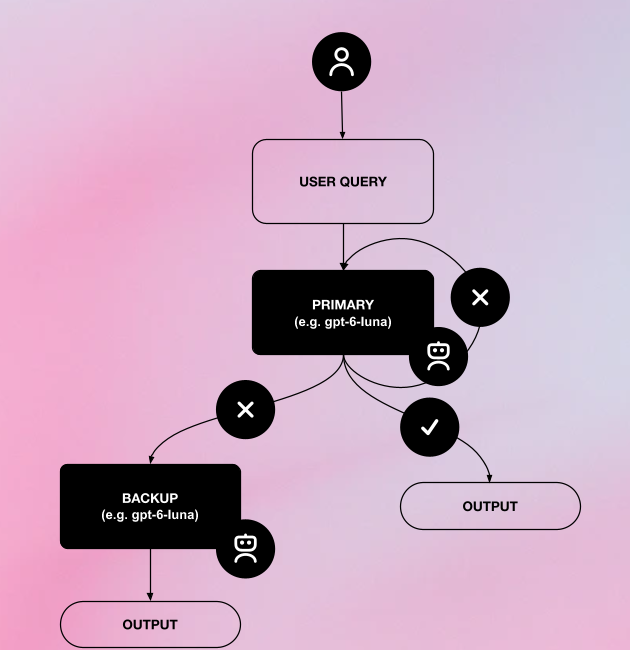 USER QUERY
PRIMARY
(e.g. gpt-6-luna)
OUTPUT
BACKUP
(e.g. gpt-6-luna)
OUTPUT